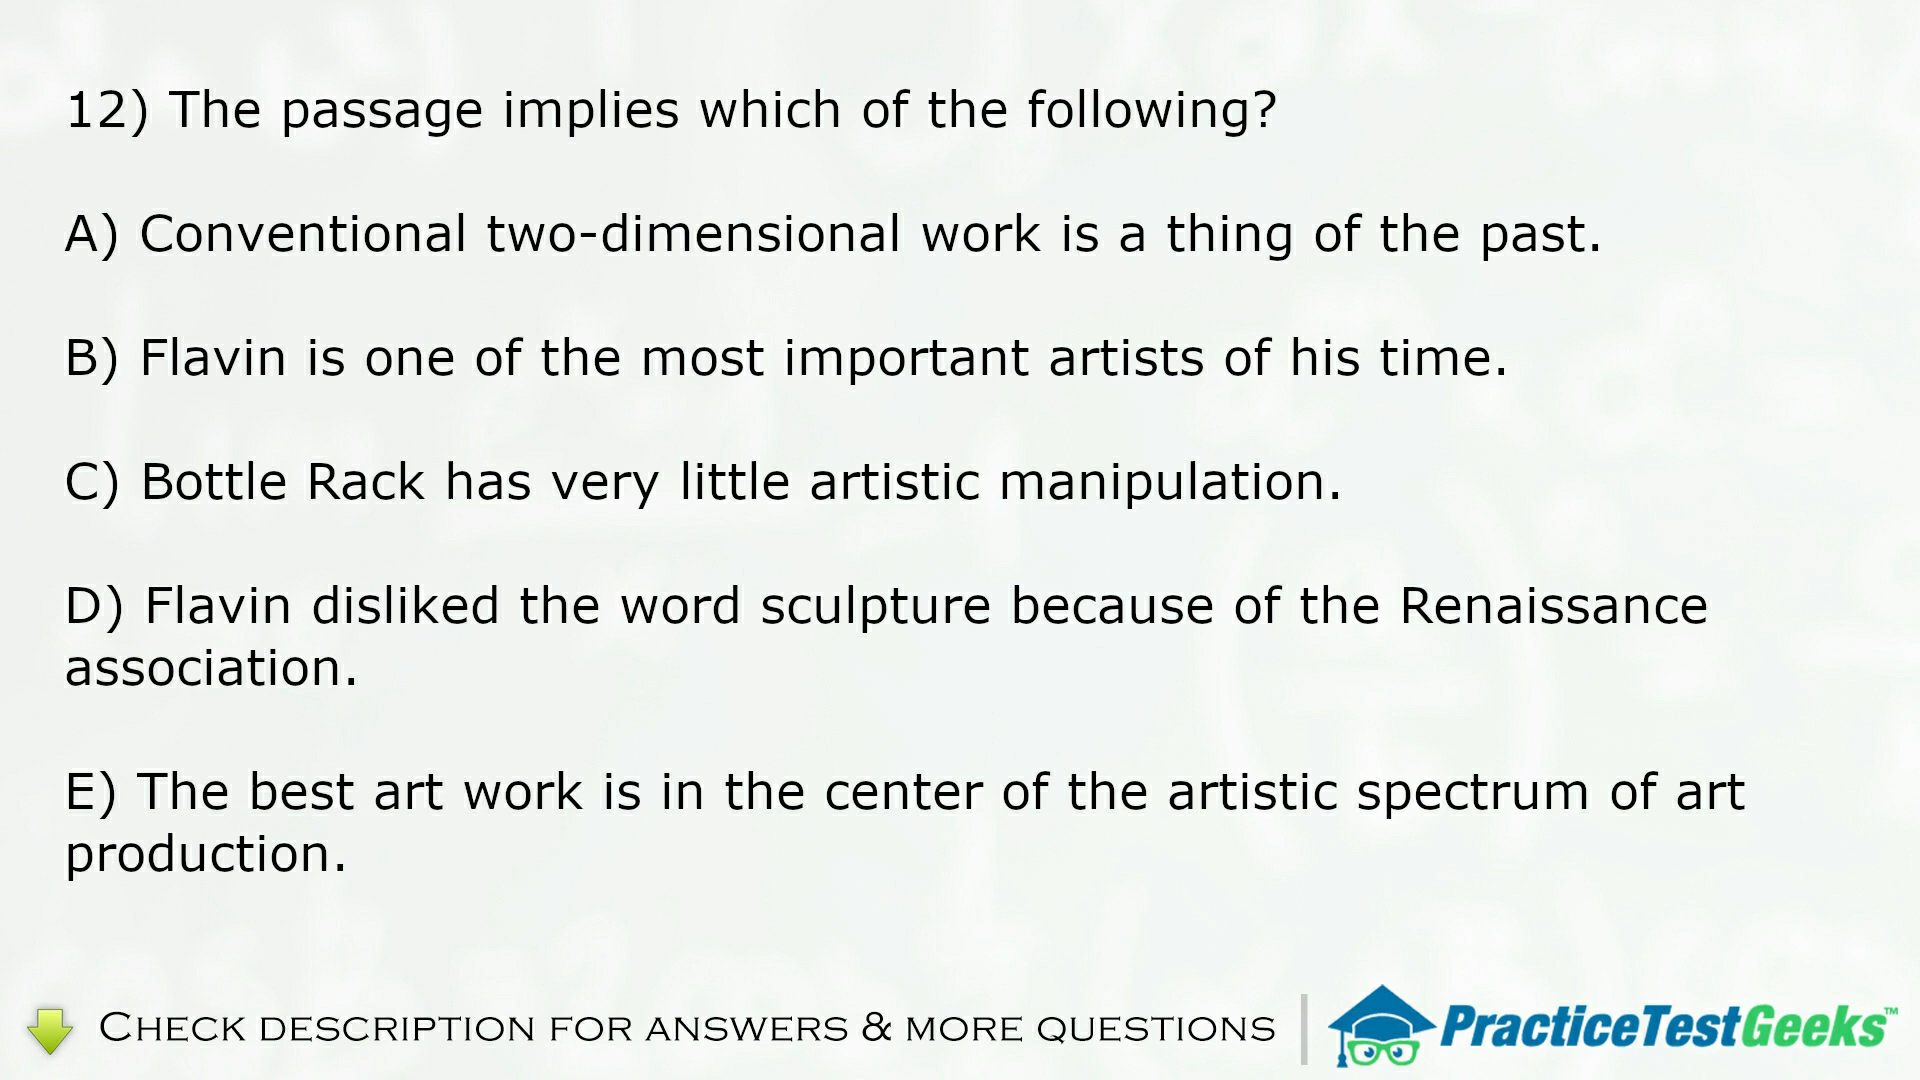 12) The passage implies which of the following?
A) Conventional two-dimensional work is a thing of the past.
B) Flavin is one of the most important artists of his time.
C) Bottle Rack has very little artistic manipulation.
D) Flavin disliked the word sculpture because of the Renaissance
association.
E) The best art work is in the center of the artistic spectrum of art
production.
CHECK DESCRIPTION FOR ANSWERS & MORE QUESTIONS
PracticeTestGeeks™